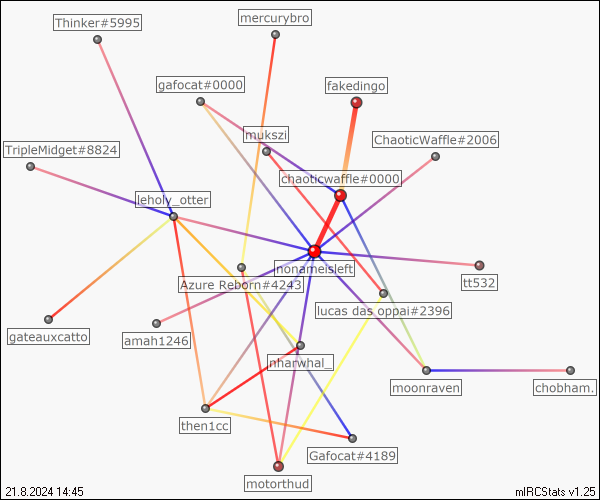 Thinker#5995
mercurybro
gafocat#0000
fakedingo
mukszi
ChaoticWaffle#2006
TripleMidget#8824
chaoticwaffle#0000
leholy_otter
nonameisleft
Azure Reborn#4243
tt532
lucas das oppai#2396
gateauxcatto
amah1246
nharwhal_
moonraven
chobham.
then1cc
Gafocat#4189
motorthud
21.8.2024 14:45
mIRCStats v1.25